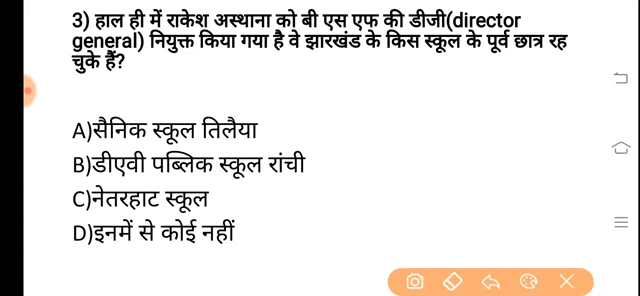 3) हाल ही में राकेश अस्थाना को बी एस एफ की डीजी(director
general) नियुक्त किया गया है वे झारखंड के किस स्कूल के पूर्व छात्र रह
चुके हैं?
A)सैनिक स्कूल तिलैया
B)डीएवी पब्लिक स्कूल रांची
C)नेतरहाट स्कूल
D)इनमें से कोई नहीं